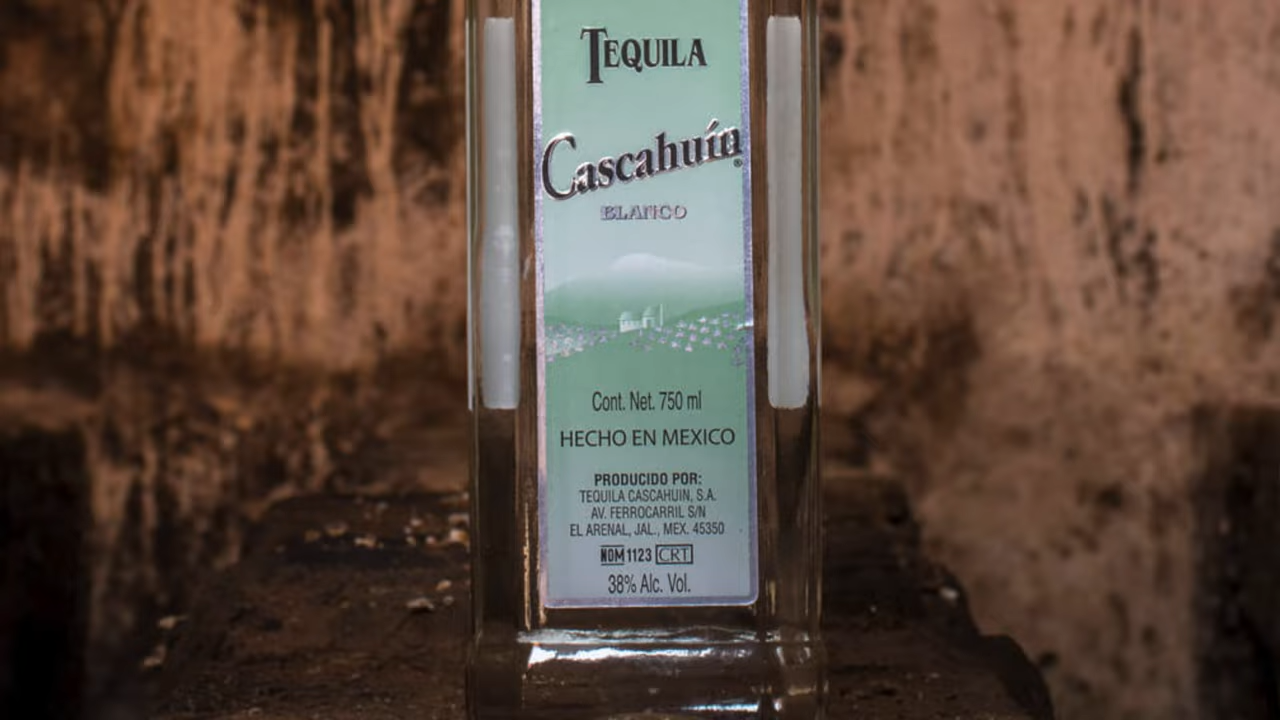 TEQUILA
Cascahuín®
BLANCO
Cont. Net. 750 ml
HECHO EN MEXICO
PRODUCIDO POR:
TEQUILA CASCAHUIN, S.A.
AV. FERROCARRIL S/N
EL ARENAL, JAL., MEX. 45350
NOM 1123 CRT
38% Alc. Vol.